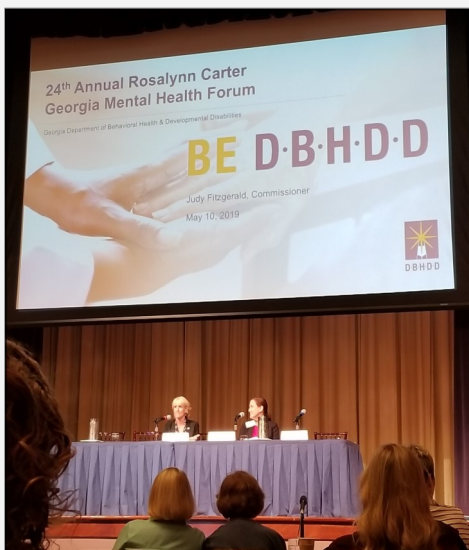 24th Annual Rosalynn Carter
Georgia Mental Health Forum
Georgia Department of Behavioral Health & Developmental Disabilities
BE D·B·H·D·D
Judy Fitzgerald, Commissioner
May 10, 2019
DBHDD